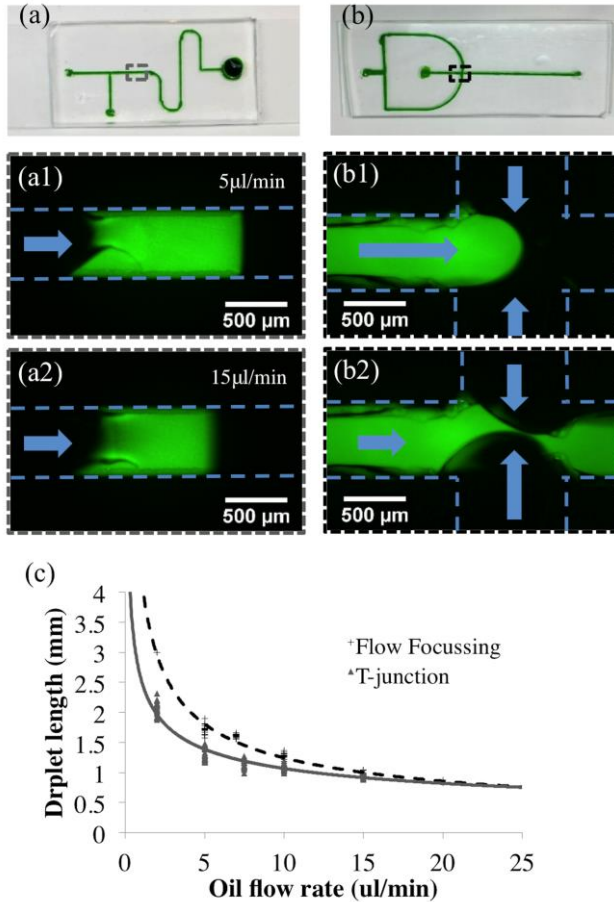 (a)
(b)
(a1)
5µl/min
500 µm
(b1)
500 µm
(a2)
15µl/min
500 µm
(b2)
500 µm
(c)
Drplet length (mm)
4
3.5
3
2.5
2
1.5
1
0.5
0
+Flow Focussing
▲T-junction
0
5
10
15
20
25
Oil flow rate (ul/min)